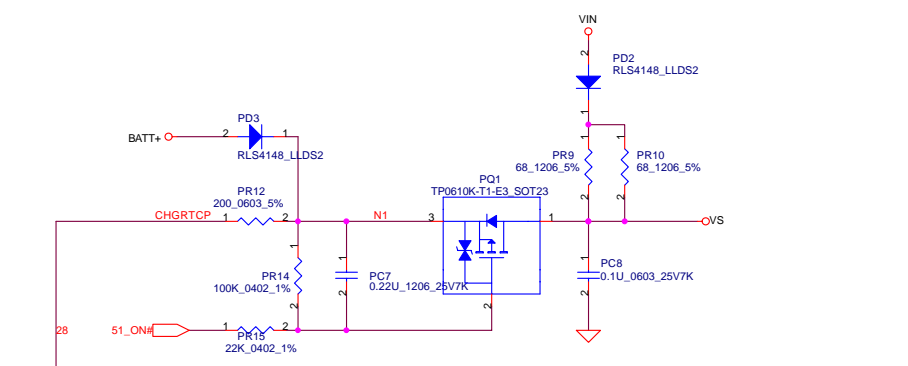 VIN
2
PD2
RLS4148_LLDS2
1
PD3
BATT+
2
1
RLS4148_LLDS2
1
1
PR9
68_1206_5%
PR10
68_1206_5%
2
2
PQ1
TP0610K-T1-E3_SOT23
PR12
200_0603_5%
CHGRTCP
1
2
N1
3
1
VS
2
1
PR14
100K_0402_1%
2
1
PC7
0.22U_1206_25V7K
2
1
PC8
0.1U_0603_25V7K
2
28
51_ON#
1
2
PR15
22K_0402_1%